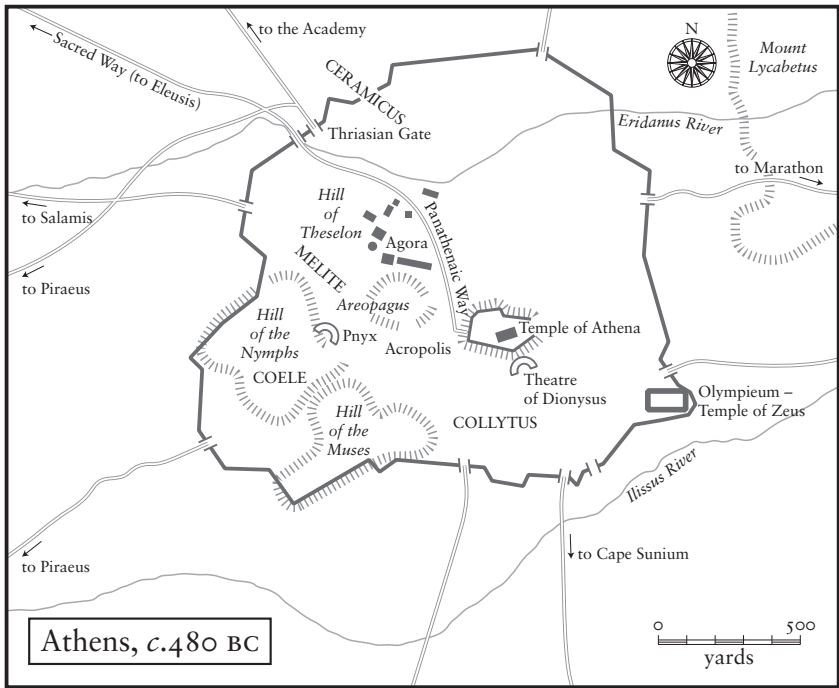 to the Academy
Sacred Way (to Eleusis)
N
Mount
Lycabetus
CERAMICUS
Thriasian Gate
Eridanus River
to Marathon
to Salamis
Hill
of
Theselon
Agora
Panathenaic Way
MELITE
to Piraeus
Areopagus
Hill
of the
Nymphs
Pnyx
Acropolis
Temple of Athena
COELE
Theatre
of Dionysus
Olympieum –
Temple of Zeus
Hill
of the
Muses
COLLYTUS
Ilissus River
to Piraeus
to Cape Sunium
Athens, c.480 BC
0 500
yards